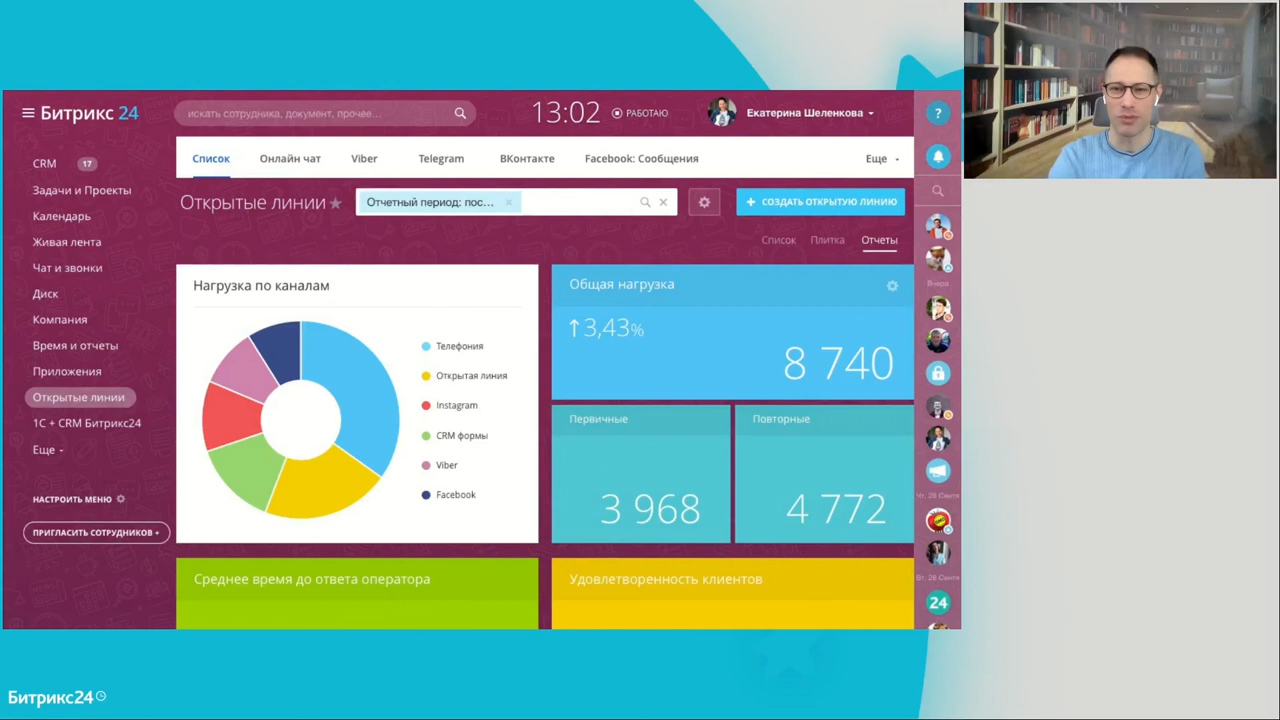 Битрикс 24
искать сотрудника, документ, прочее...
13:02
РАБОТАЮ
Екатерина Шеленкова
?
CRM 17
Задачи и Проекты
Календарь
Живая лента
Чат и звонки
Диск
Компания
Время и отчеты
Приложения
Открытые линии
1С + CRM Битрикс24
Еще
НАСТРОИТЬ МЕНЮ
ПРИГЛАСИТЬ СОТРУДНИКОВ +
Список Онлайн чат Viber Telegram ВКонтакте Facebook: Сообщения Еще
Открытые линии
Отчетный период: пос...
+ СОЗДАТЬ ОТКРЫТУЮ ЛИНИЮ
Список Плитка Отчеты
Нагрузка по каналам
Телефония
Открытая линия
Instagram
CRM формы
Viber
Facebook
Общая нагрузка
3,43%
8 740
Первичные
3 968
Повторные
4 772
Среднее время до ответа оператора
Удовлетворенность клиентов
Вчера
24
Битрикс24